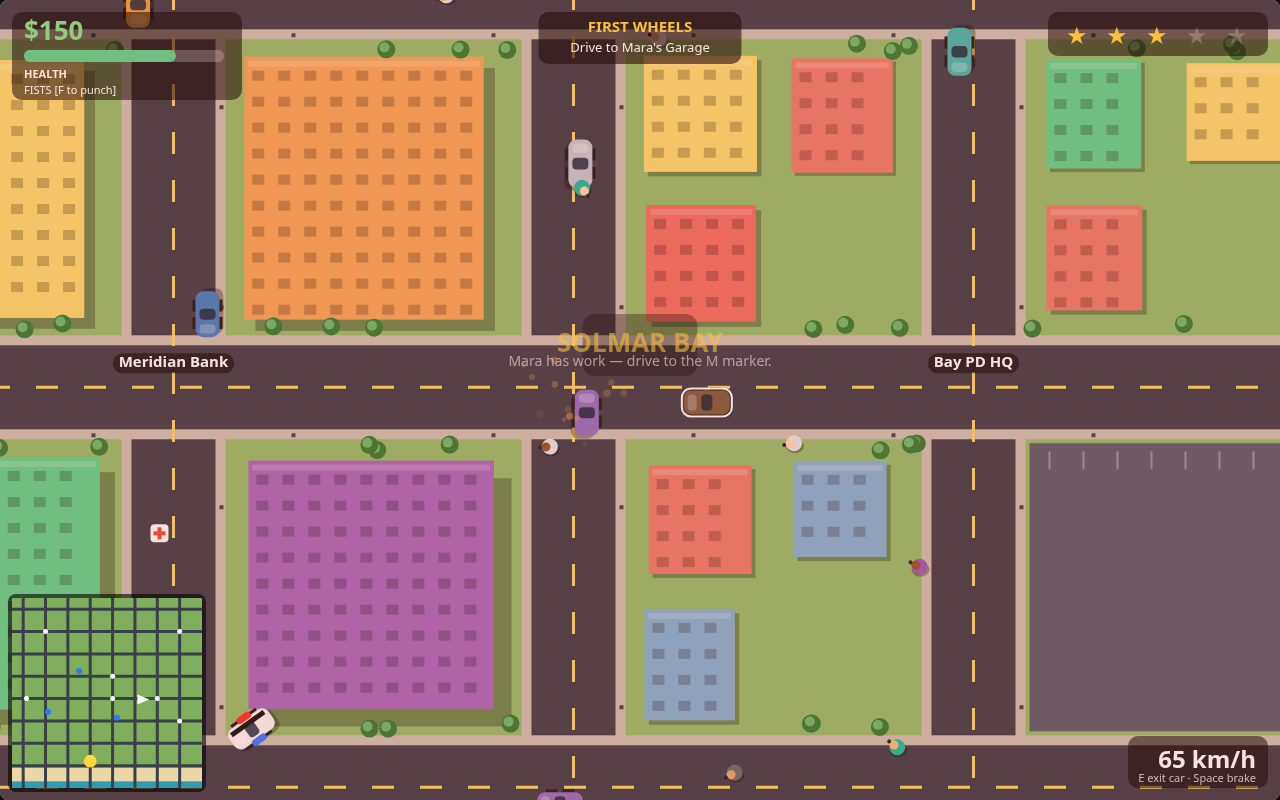 $150
HEALTH
FISTS [F to punch]
FIRST WHEELS
Drive to Mara's Garage
SOLMAR BAY
Mara has work — drive to the M marker.
Meridian Bank
Bay PD HQ
65 km/h
E exit car · Space brake